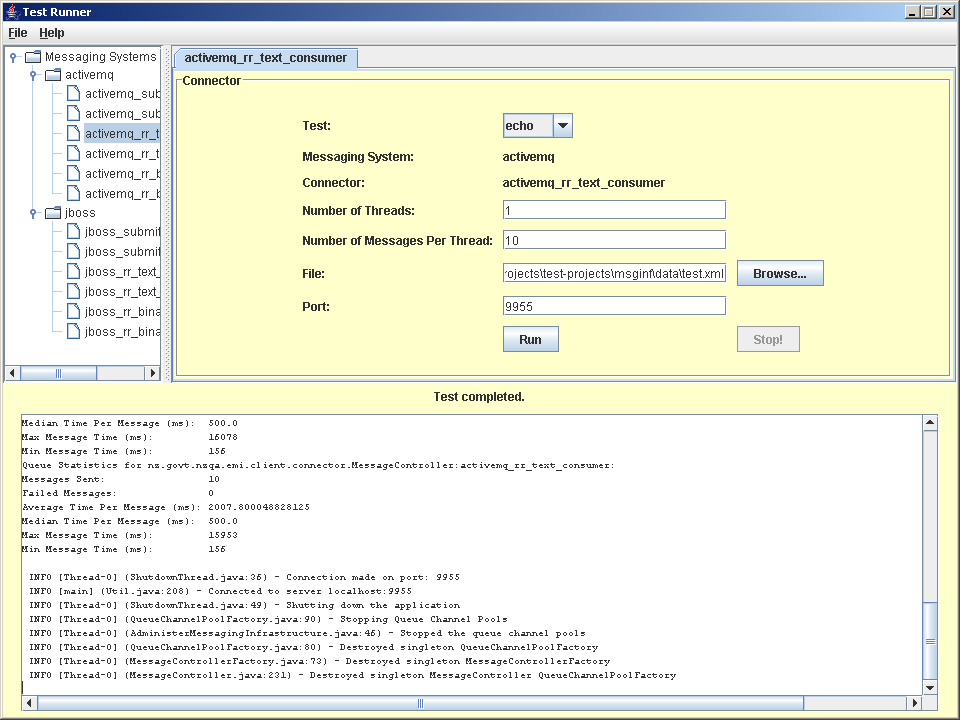 Test Runner
File Help
Messaging Systems
activemq
activemq_sub
activemq_sub
activemq_rr_t
activemq_rr_t
activemq_rr_b
activemq_rr_b
jboss
jboss_submit
jboss_submit
jboss_rr_text_
jboss_rr_text_
jboss_rr_bina
jboss_rr_bina
activemq_rr_text_consumer
Connector
Test: echo
Messaging System: activemq
Connector: activemq_rr_text_consumer
Number of Threads: 1
Number of Messages Per Thread: 10
File: rojects\test-projects\msginf\data\test.xml Browse...
Port: 9955
Run Stop!
Test completed.
Median Time Per Message (ms): 500.0
Max Message Time (ms): 16078
Min Message Time (ms): 156
Queue Statistics for nz.govt.nzqa.emi.client.connector.MessageController:activemq_rr_text_consumer:
Messages Sent: 10
Failed Messages: 0
Average Time Per Message (ms): 2007.800048828125
Median Time Per Message (ms): 500.0
Max Message Time (ms): 15953
Min Message Time (ms): 156
INFO [Thread-0] (ShutdownThread.java:36) - Connection made on port: 9955
INFO [main] (Util.java:208) - Connected to server localhost:9955
INFO [Thread-0] (ShutdownThread.java:49) - Shutting down the application
INFO [Thread-0] (QueueChannelPoolFactory.java:90) - Stopping Queue Channel Pools
INFO [Thread-0] (AdministerMessagingInfrastructure.java:46) - Stopped the queue channel pools
INFO [Thread-0] (QueueChannelPoolFactory.java:80) - Destroyed singleton QueueChannelPoolFactory
INFO [Thread-0] (MessageControllerFactory.java:73) - Destroyed singleton MessageControllerFactory
INFO [Thread-0] (MessageController.java:231) - Destroyed singleton MessageController QueueChannelPoolFactory